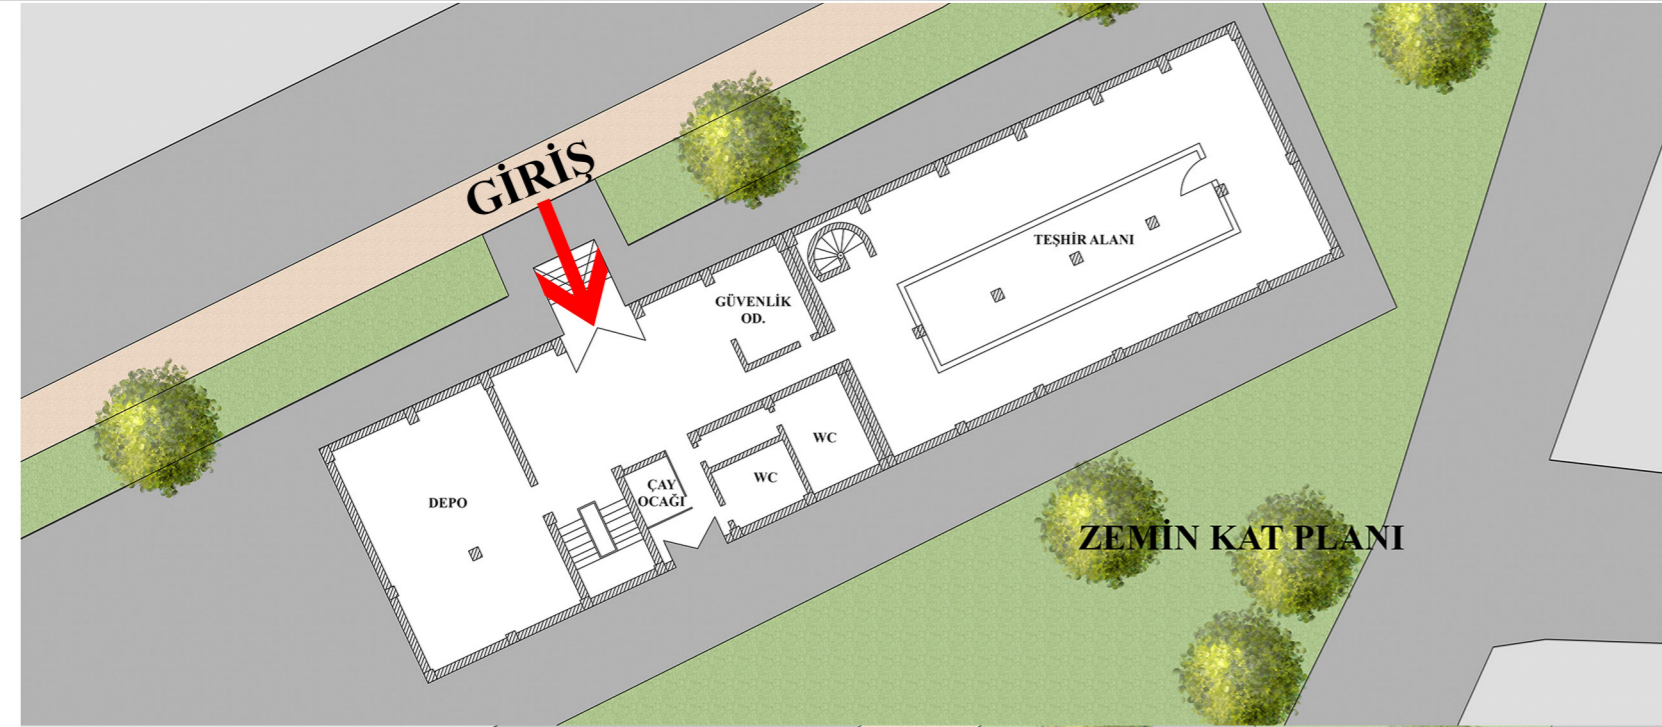 GİRİŞ
TEŞHİR ALANI
GÜVENLİK
OD.
WC
WC
ÇAY
OCAĞI
DEPO
ZEMİN KAT PLANI